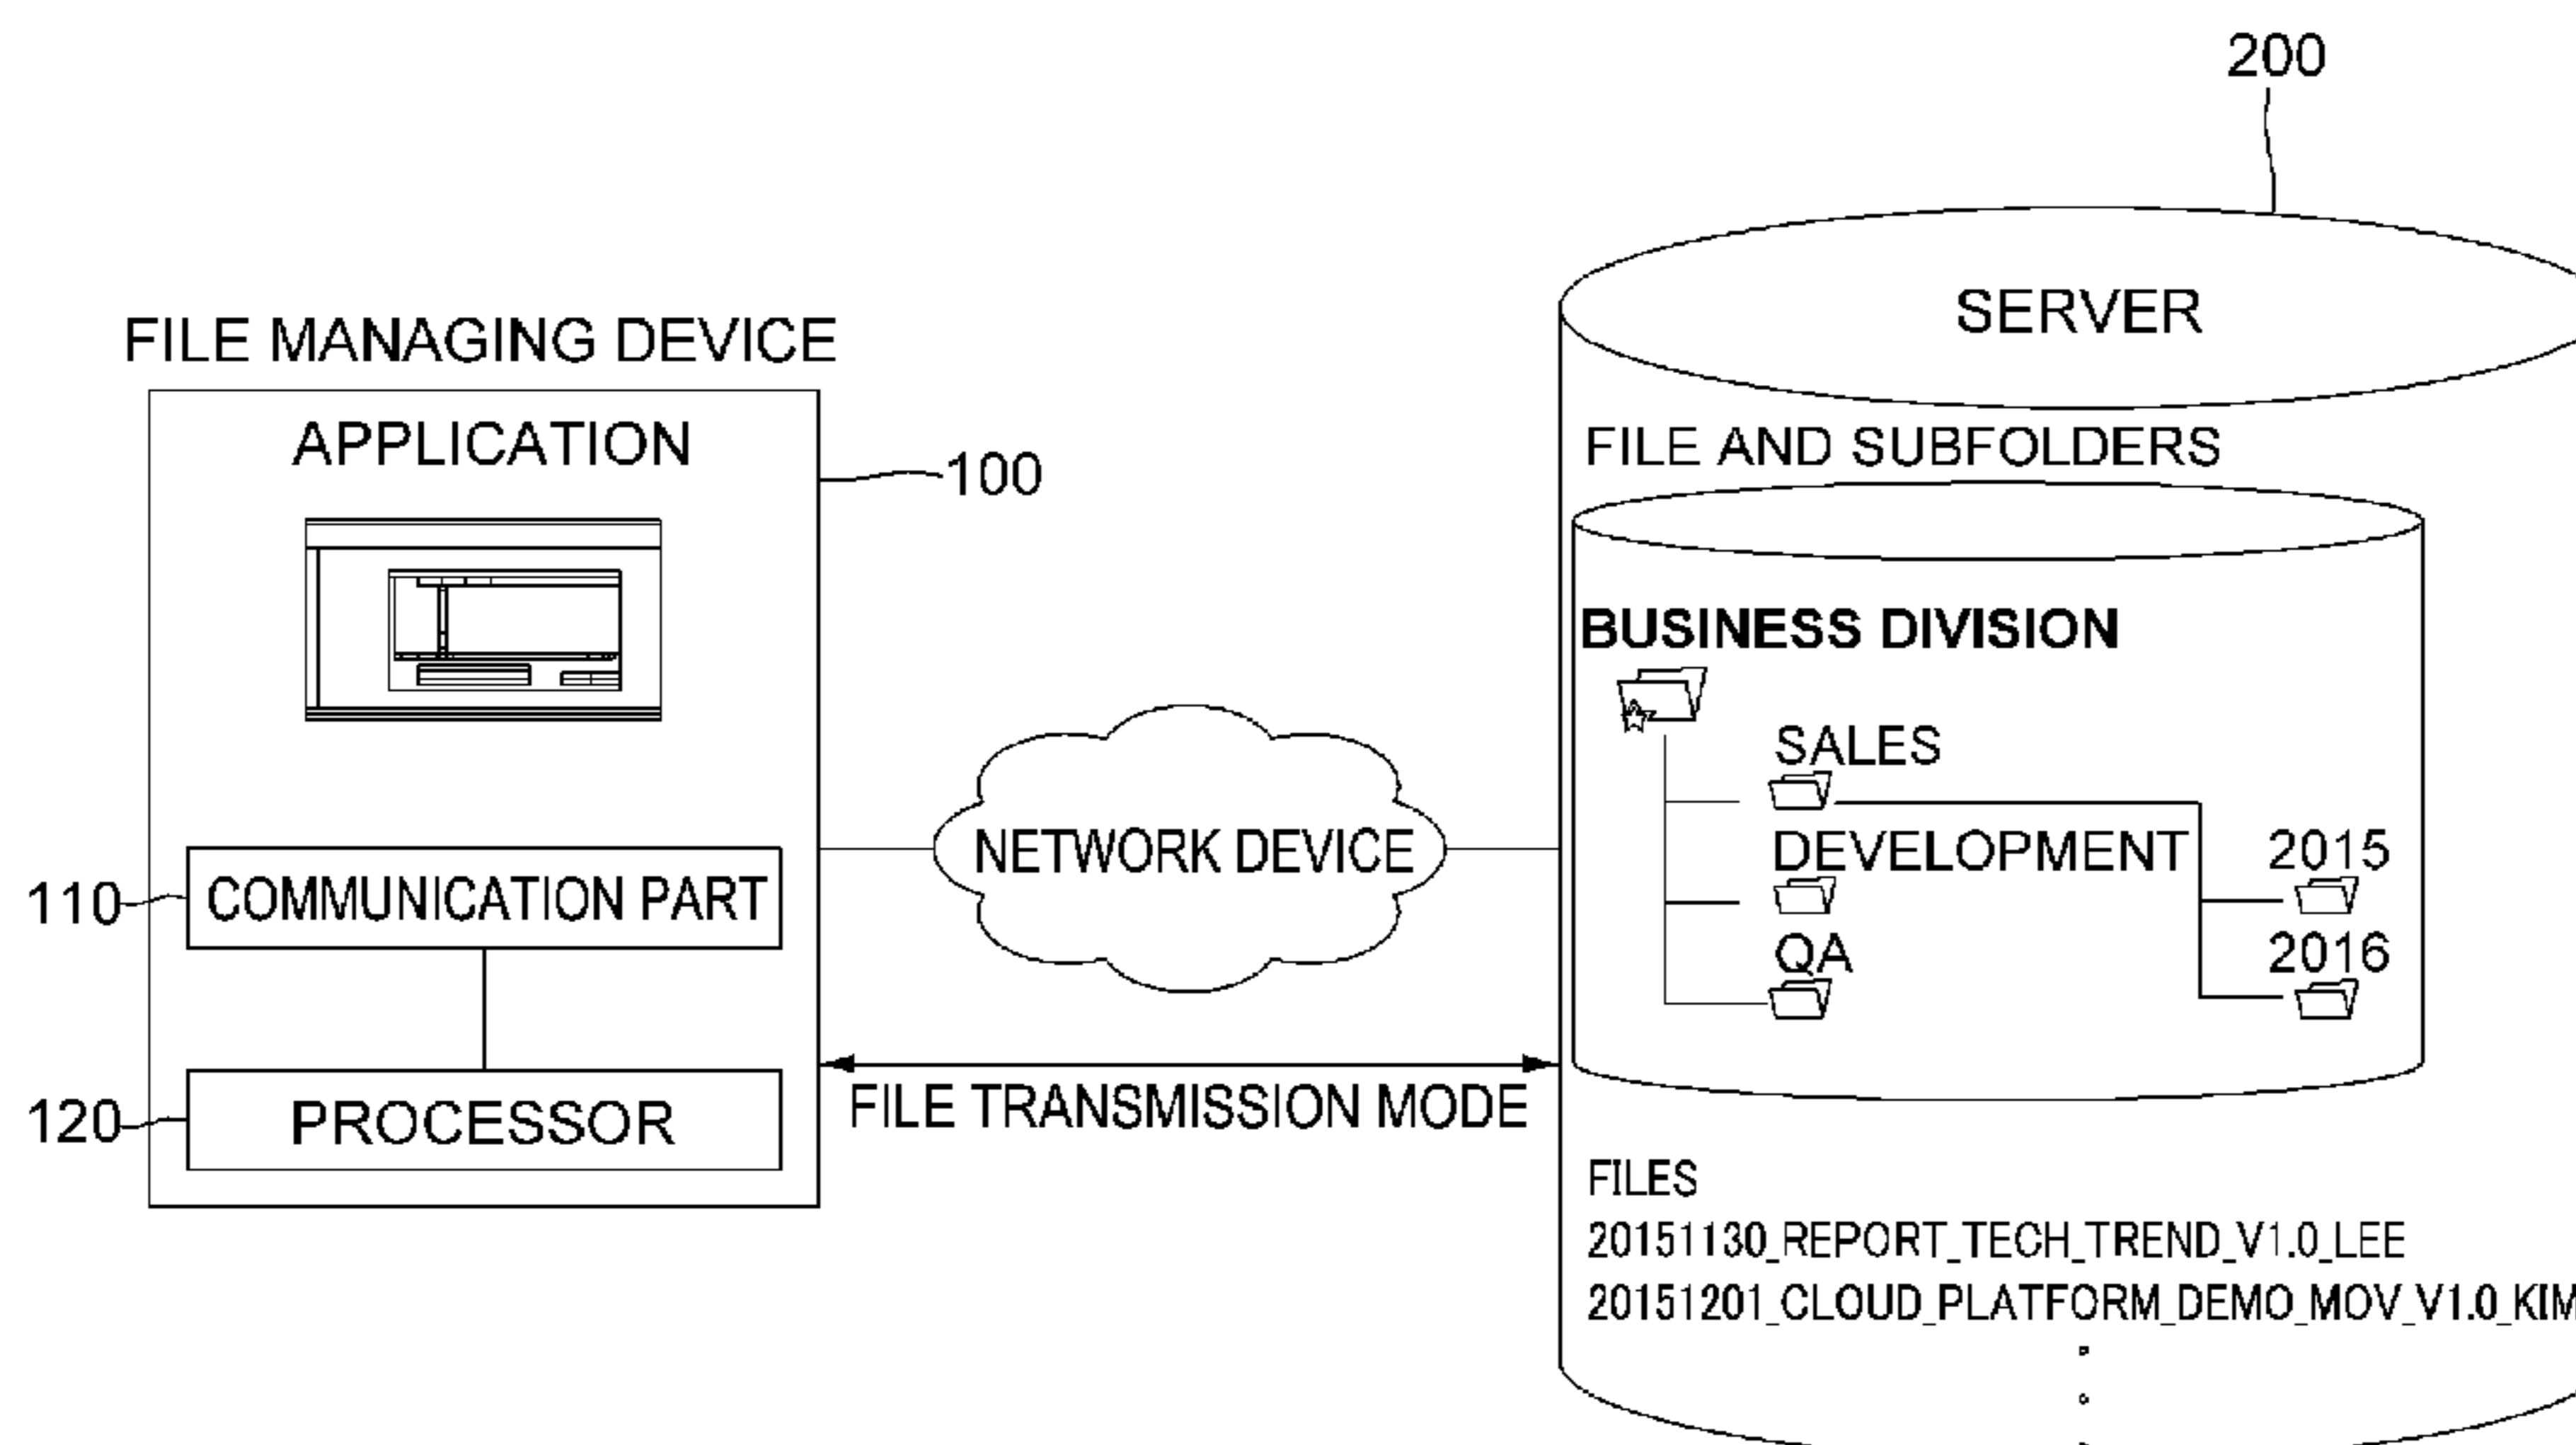 200
SERVER
FILE MANAGING DEVICE
APPLICATION
100
FILE AND SUBFOLDERS
BUSINESS DIVISION
SALES
DEVELOPMENT
2015
QA
2016
NETWORK DEVICE
110
COMMUNICATION PART
120
PROCESSOR
FILE TRANSMISSION MODE
FILES
20151130_REPORT_TECH_TREND_V1.0_LEE
20151201_CLOUD_PLATFORM_DEMO_MOV_V1.0_KIM